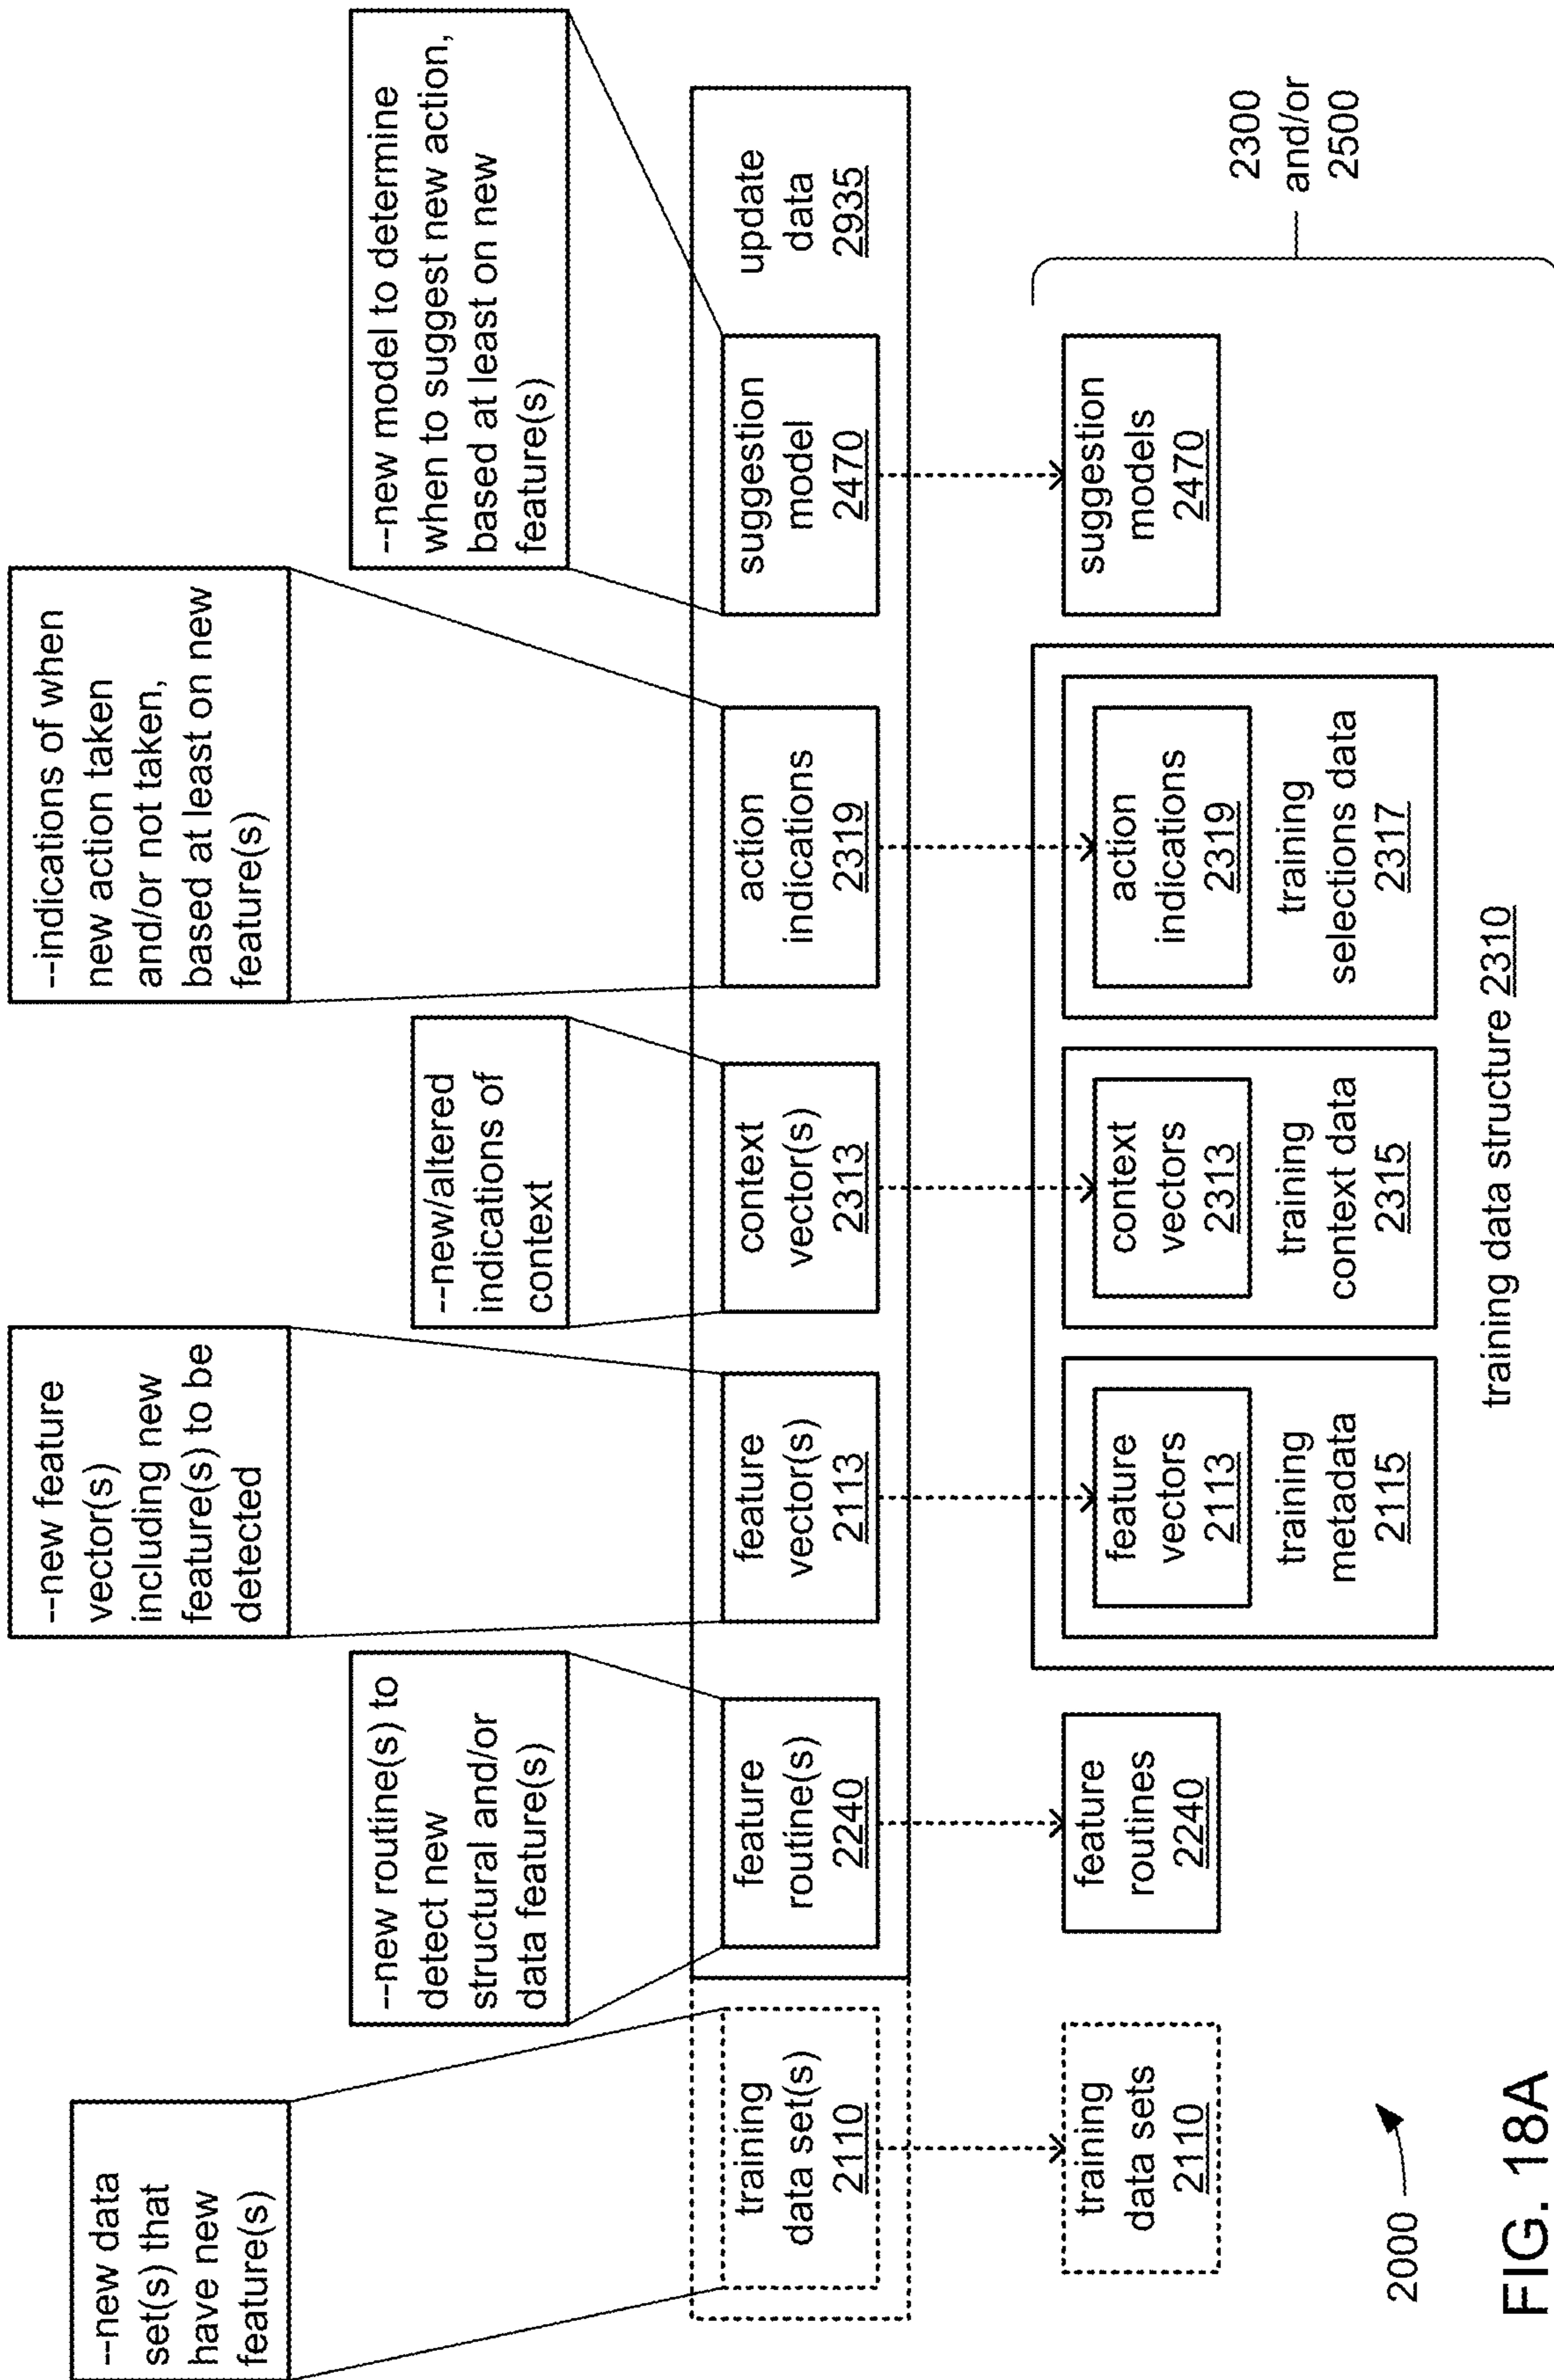 --new data
set(s) that
have new
feature(s)
--new routine(s) to
detect new
structural and/or
data feature(s)
--new feature
vector(s)
including new
feature(s) to be
detected
--new/altered
indications of
context
--indications of when
new action taken
and/or not taken,
based at least on new
feature(s)
--new model to determine
when to suggest new action,
based at least on new
feature(s)
training
data set(s)
2110
feature
routine(s)
2240
feature
vector(s)
2113
context
vector(s)
2313
action
indications
2319
suggestion
model
2470
update
data
2935
training
data sets
2110
feature
routines
2240
feature
vectors
2113
training
metadata
2115
context
vectors
2313
training
context data
2315
action
indications
2319
training
selections data
2317
training data structure 2310
suggestion
models
2470
2300
and/or
2500
2000
FIG. 18A